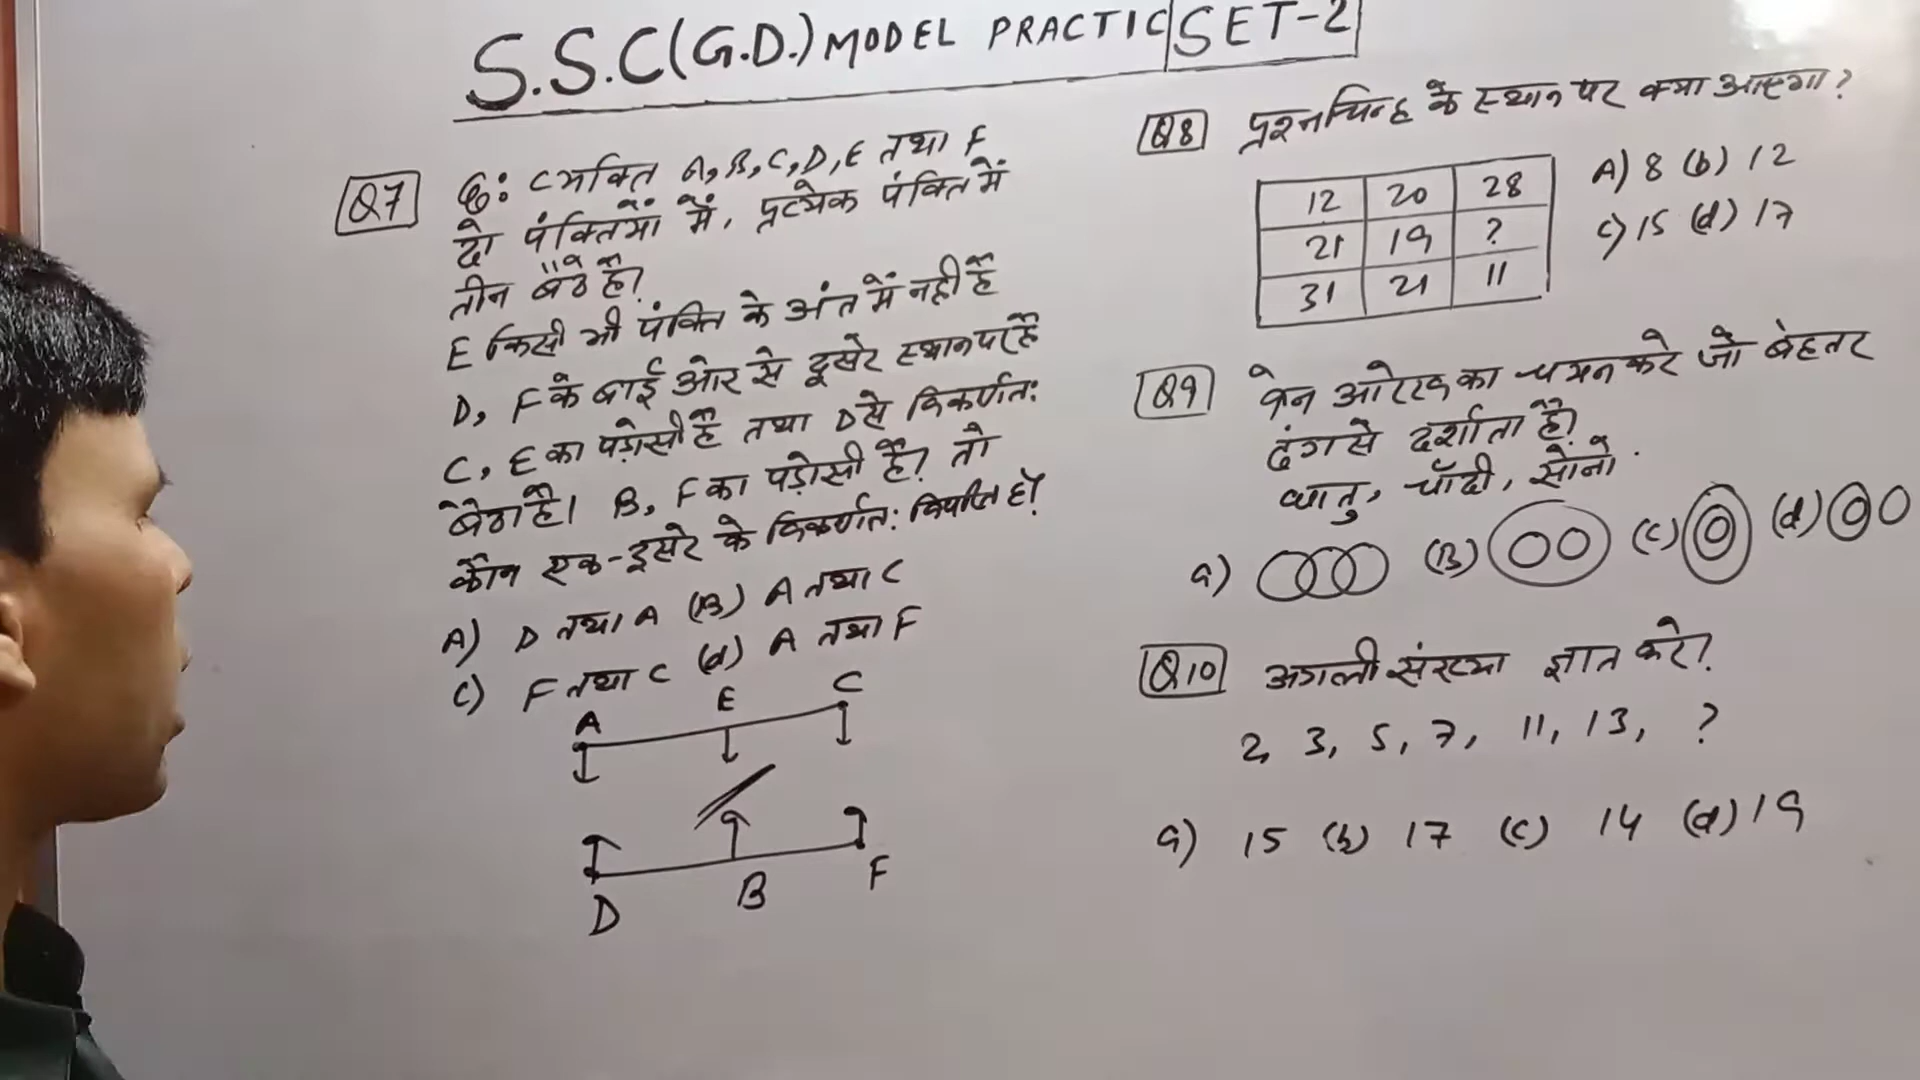 S.S.C(G.D.) MODEL PRACTIC SET-2
Q7 छः व्यक्ति A, B, C, D, E तथा F
दो पंक्तियों में, प्रत्येक पंक्ति में
तीन बैठे है?
E किसी भी पंक्ति के अंत में नही है
D, F के बाई ओर से दूसरे स्थान पर है
C, E का पड़ोसी है तथा D से विकर्णत:
बैठा है। B, F का पड़ोसी है? तो
कौन एक-दूसरे के विकर्णत: विपरित है?
A) D तथा A (B) A तथा C
C) F तथा C (d) A तथा F
A E C
D B F
Q8 प्रश्नचिन्ह के स्थान पर क्या आएगा?
12 20 28
21 19 ?
31 21 11
A) 8 (b) 12
C) 15 (d) 17
Q9 वेन आरेख का चयन करे जो बेहतर
ढंग से दर्शाता है?
धातु, चाँदी, सोना
a) (B) (c) (d)
Q10 अगली संख्या ज्ञात करे?
2, 3, 5, 7, 11, 13, ?
a) 15 (b) 17 (c) 14 (d) 19